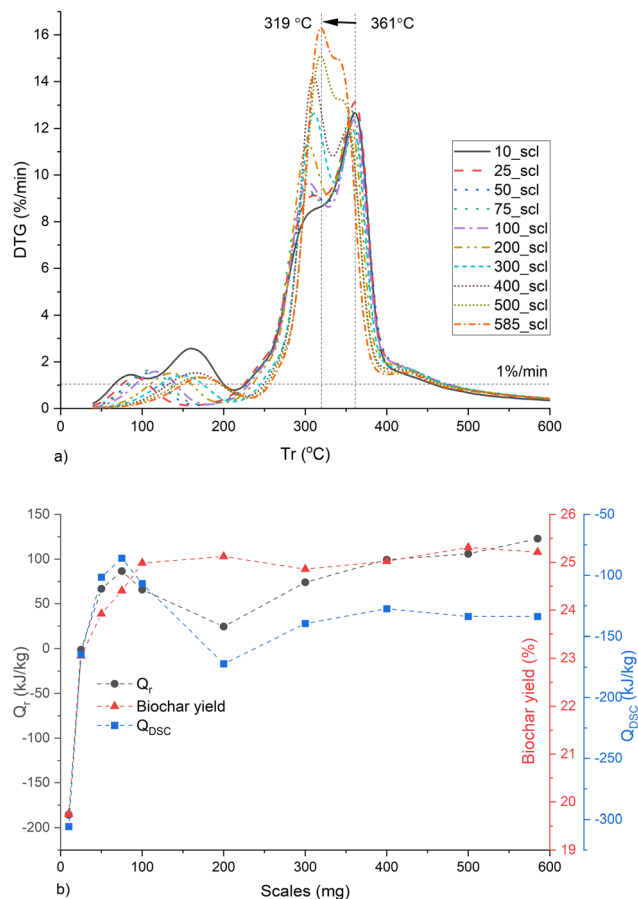 319 °C
361°C
16
14
12
10
8
6
4
2
0
DTG (%/min)
10_scl
25_scl
50_scl
75_scl
100_scl
200_scl
300_scl
400_scl
500_scl
585_scl
1%/min
0 100 200 300 400 500 600
Tr (°C)
a)
150
100
50
0
-50
-100
-150
-200
Qr (kJ/kg)
Qr
Biochar yield
QDSC
26
25
24
23
22
21
20
19
Biochar yield (%)
-50
-100
-150
-200
-250
-300
QDSC (kJ/kg)
0 100 200 300 400 500 600
b)
Scales (mg)